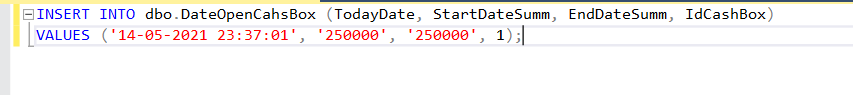 INSERT INTO dbo.DateOpenCahsBox (TodayDate, StartDateSumm, EndDateSumm, IdCashBox)
VALUES ('14-05-2021 23:37:01', '250000', '250000', 1);